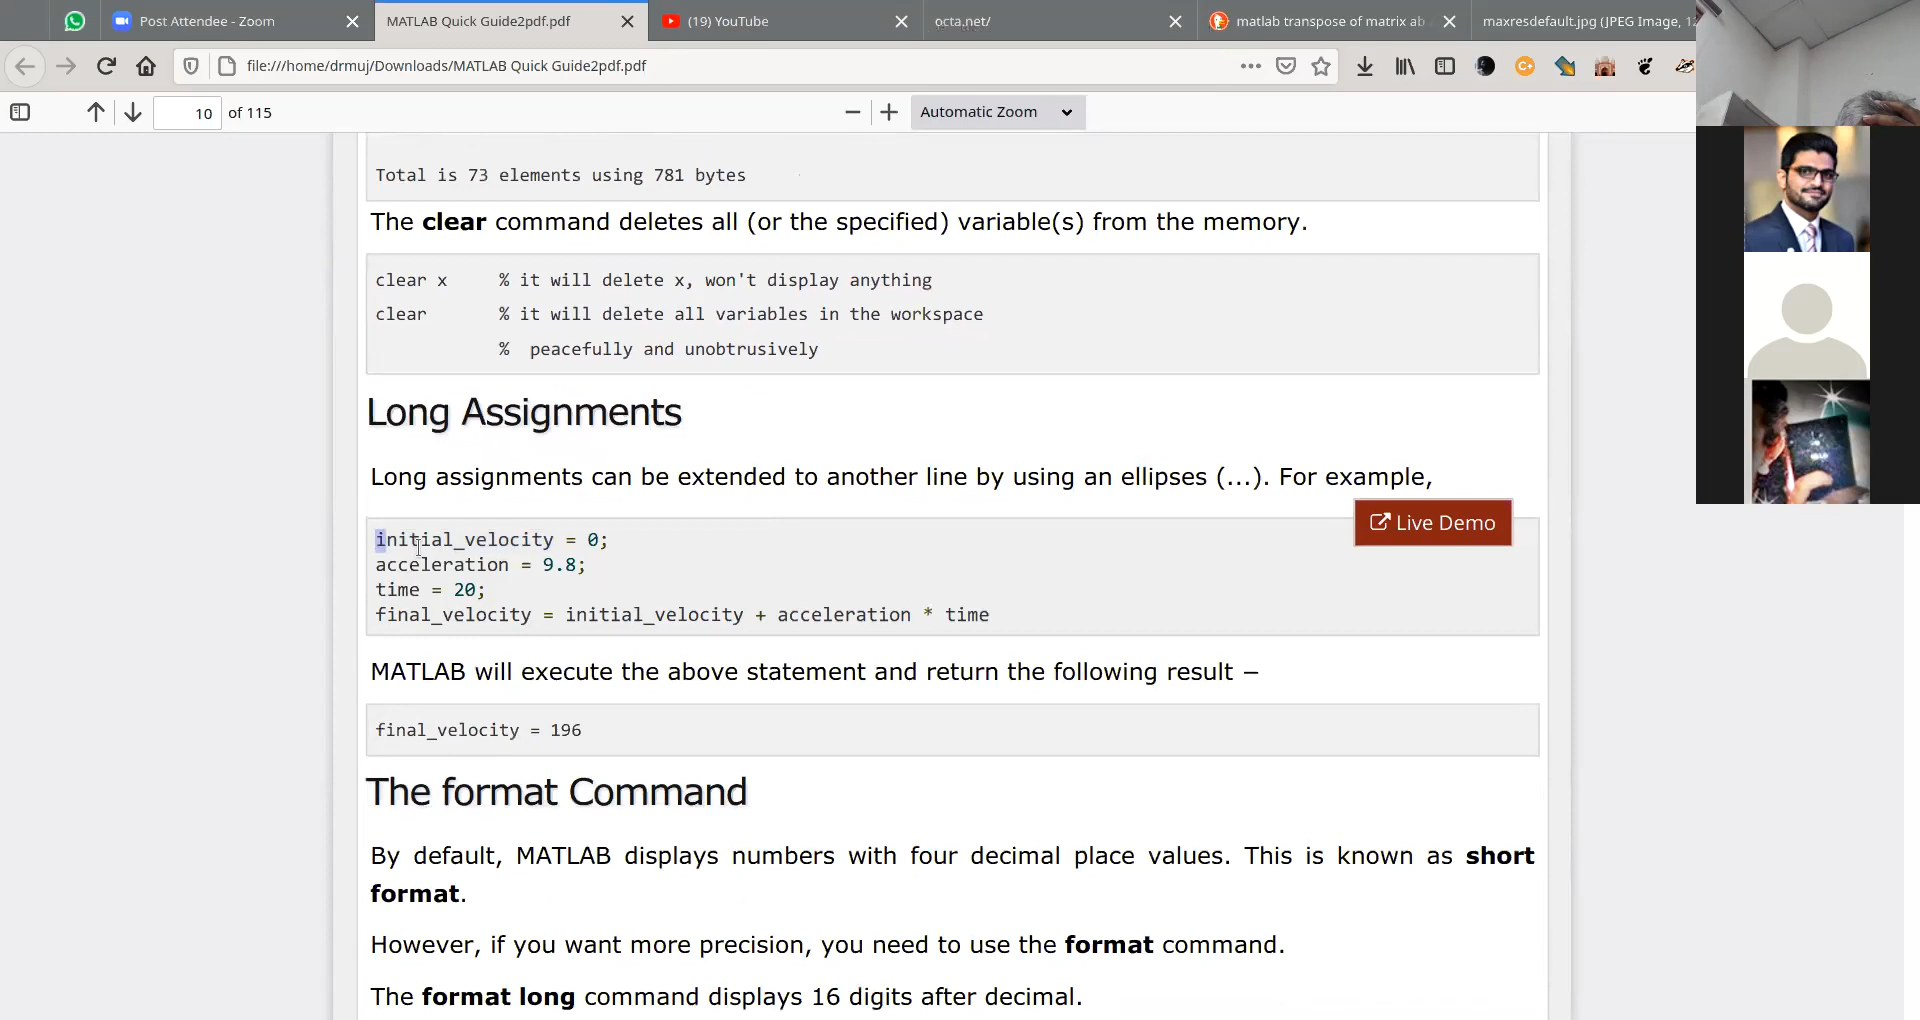 Post Attendee - Zoom
MATLAB Quick Guide2pdf.pdf
(19) YouTube
octa.net/
matlab transpose of matrix ab
maxresdefault.jpg (JPEG Image, 12
file:///home/drmuj/Downloads/MATLAB Quick Guide2pdf.pdf
10 of 115
Automatic Zoom
Total is 73 elements using 781 bytes
The clear command deletes all (or the specified) variable(s) from the memory.
clear x % it will delete x, won't display anything
clear % it will delete all variables in the workspace
% peacefully and unobtrusively
Long Assignments
Long assignments can be extended to another line by using an ellipses (...). For example,
Live Demo
initial_velocity = 0;
acceleration = 9.8;
time = 20;
final_velocity = initial_velocity + acceleration * time
MATLAB will execute the above statement and return the following result −
final_velocity = 196
The format Command
By default, MATLAB displays numbers with four decimal place values. This is known as short
format.
However, if you want more precision, you need to use the format command.
The format long command displays 16 digits after decimal.